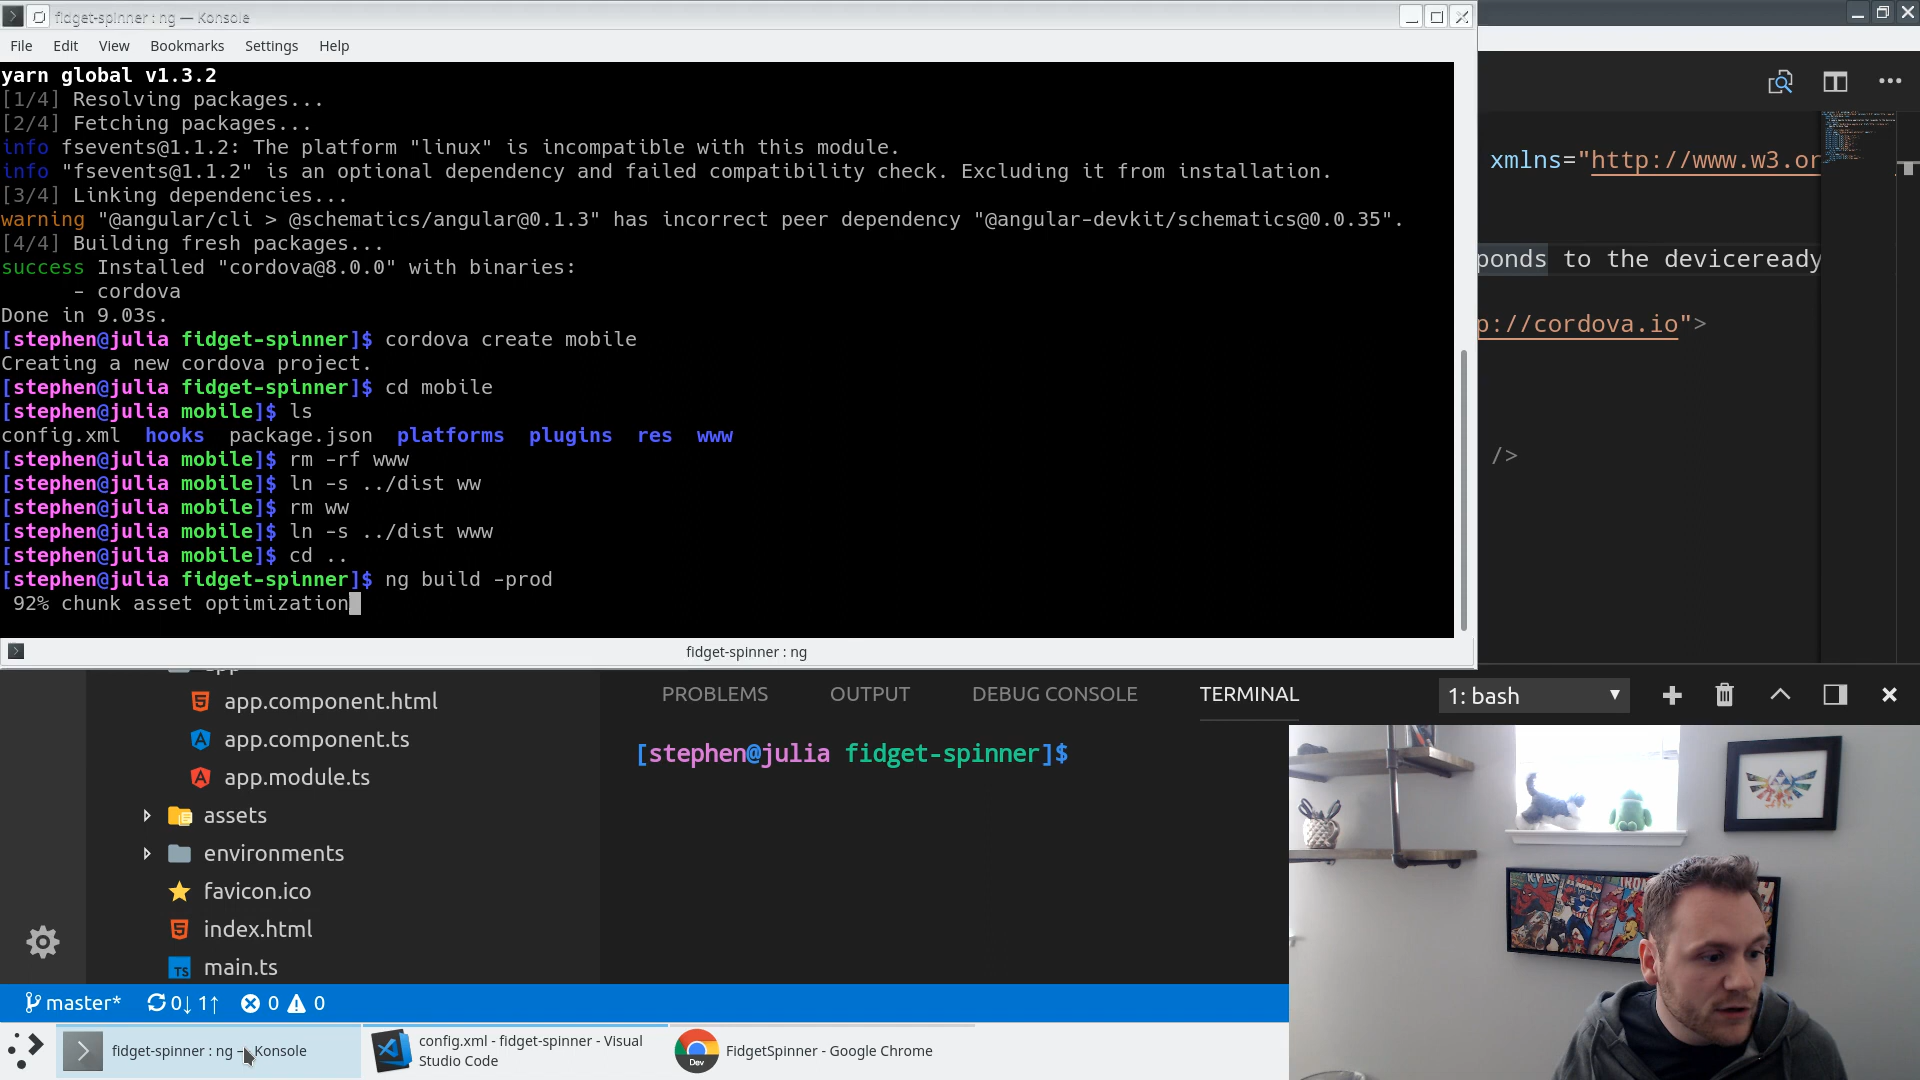 fidget-spinner : ng — Konsole
File Edit View Bookmarks Settings Help
yarn global v1.3.2
[1/4] Resolving packages...
[2/4] Fetching packages...
info fsevents@1.1.2: The platform "linux" is incompatible with this module.
info "fsevents@1.1.2" is an optional dependency and failed compatibility check. Excluding it from installation.
[3/4] Linking dependencies...
warning "@angular/cli > @schematics/angular@0.1.3" has incorrect peer dependency "@angular-devkit/schematics@0.0.35".
[4/4] Building fresh packages...
success Installed "cordova@8.0.0" with binaries:
- cordova
Done in 9.03s.
[stephen@julia fidget-spinner]$ cordova create mobile
Creating a new cordova project.
[stephen@julia fidget-spinner]$ cd mobile
[stephen@julia mobile]$ ls
config.xml hooks package.json platforms plugins res www
[stephen@julia mobile]$ rm -rf www
[stephen@julia mobile]$ ln -s ../dist ww
[stephen@julia mobile]$ rm ww
[stephen@julia mobile]$ ln -s ../dist www
[stephen@julia mobile]$ cd ..
[stephen@julia fidget-spinner]$ ng build -prod
92% chunk asset optimization
fidget-spinner : ng
xmlns="http://www.w3.or
ponds to the deviceready
p://cordova.io">
/>
app.component.html
app.component.ts
app.module.ts
assets
environments
favicon.ico
index.html
main.ts
PROBLEMS OUTPUT DEBUG CONSOLE TERMINAL 1: bash
[stephen@julia fidget-spinner]$
master* 0↓ 1↑ 0 0
fidget-spinner : ng — Konsole
config.xml - fidget-spinner - Visual
Studio Code
Dev
FidgetSpinner - Google Chrome